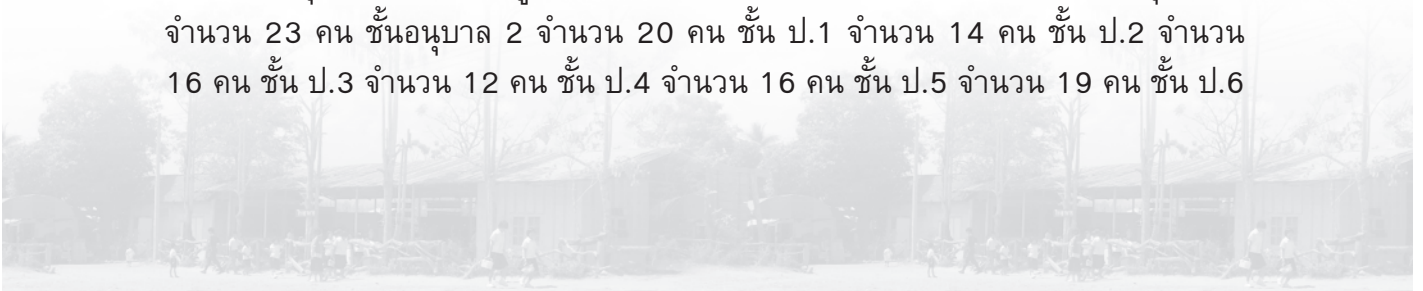 จำนวน 23 คน ชั้นอนุบาล 2 จำนวน 20 คน ชั้น ป.1 จำนวน 14 คน ชั้น ป.2 จำนวน
16 คน ชั้น ป.3 จำนวน 12 คน ชั้น ป.4 จำนวน 16 คน ชั้น ป.5 จำนวน 19 คน ชั้น ป.6